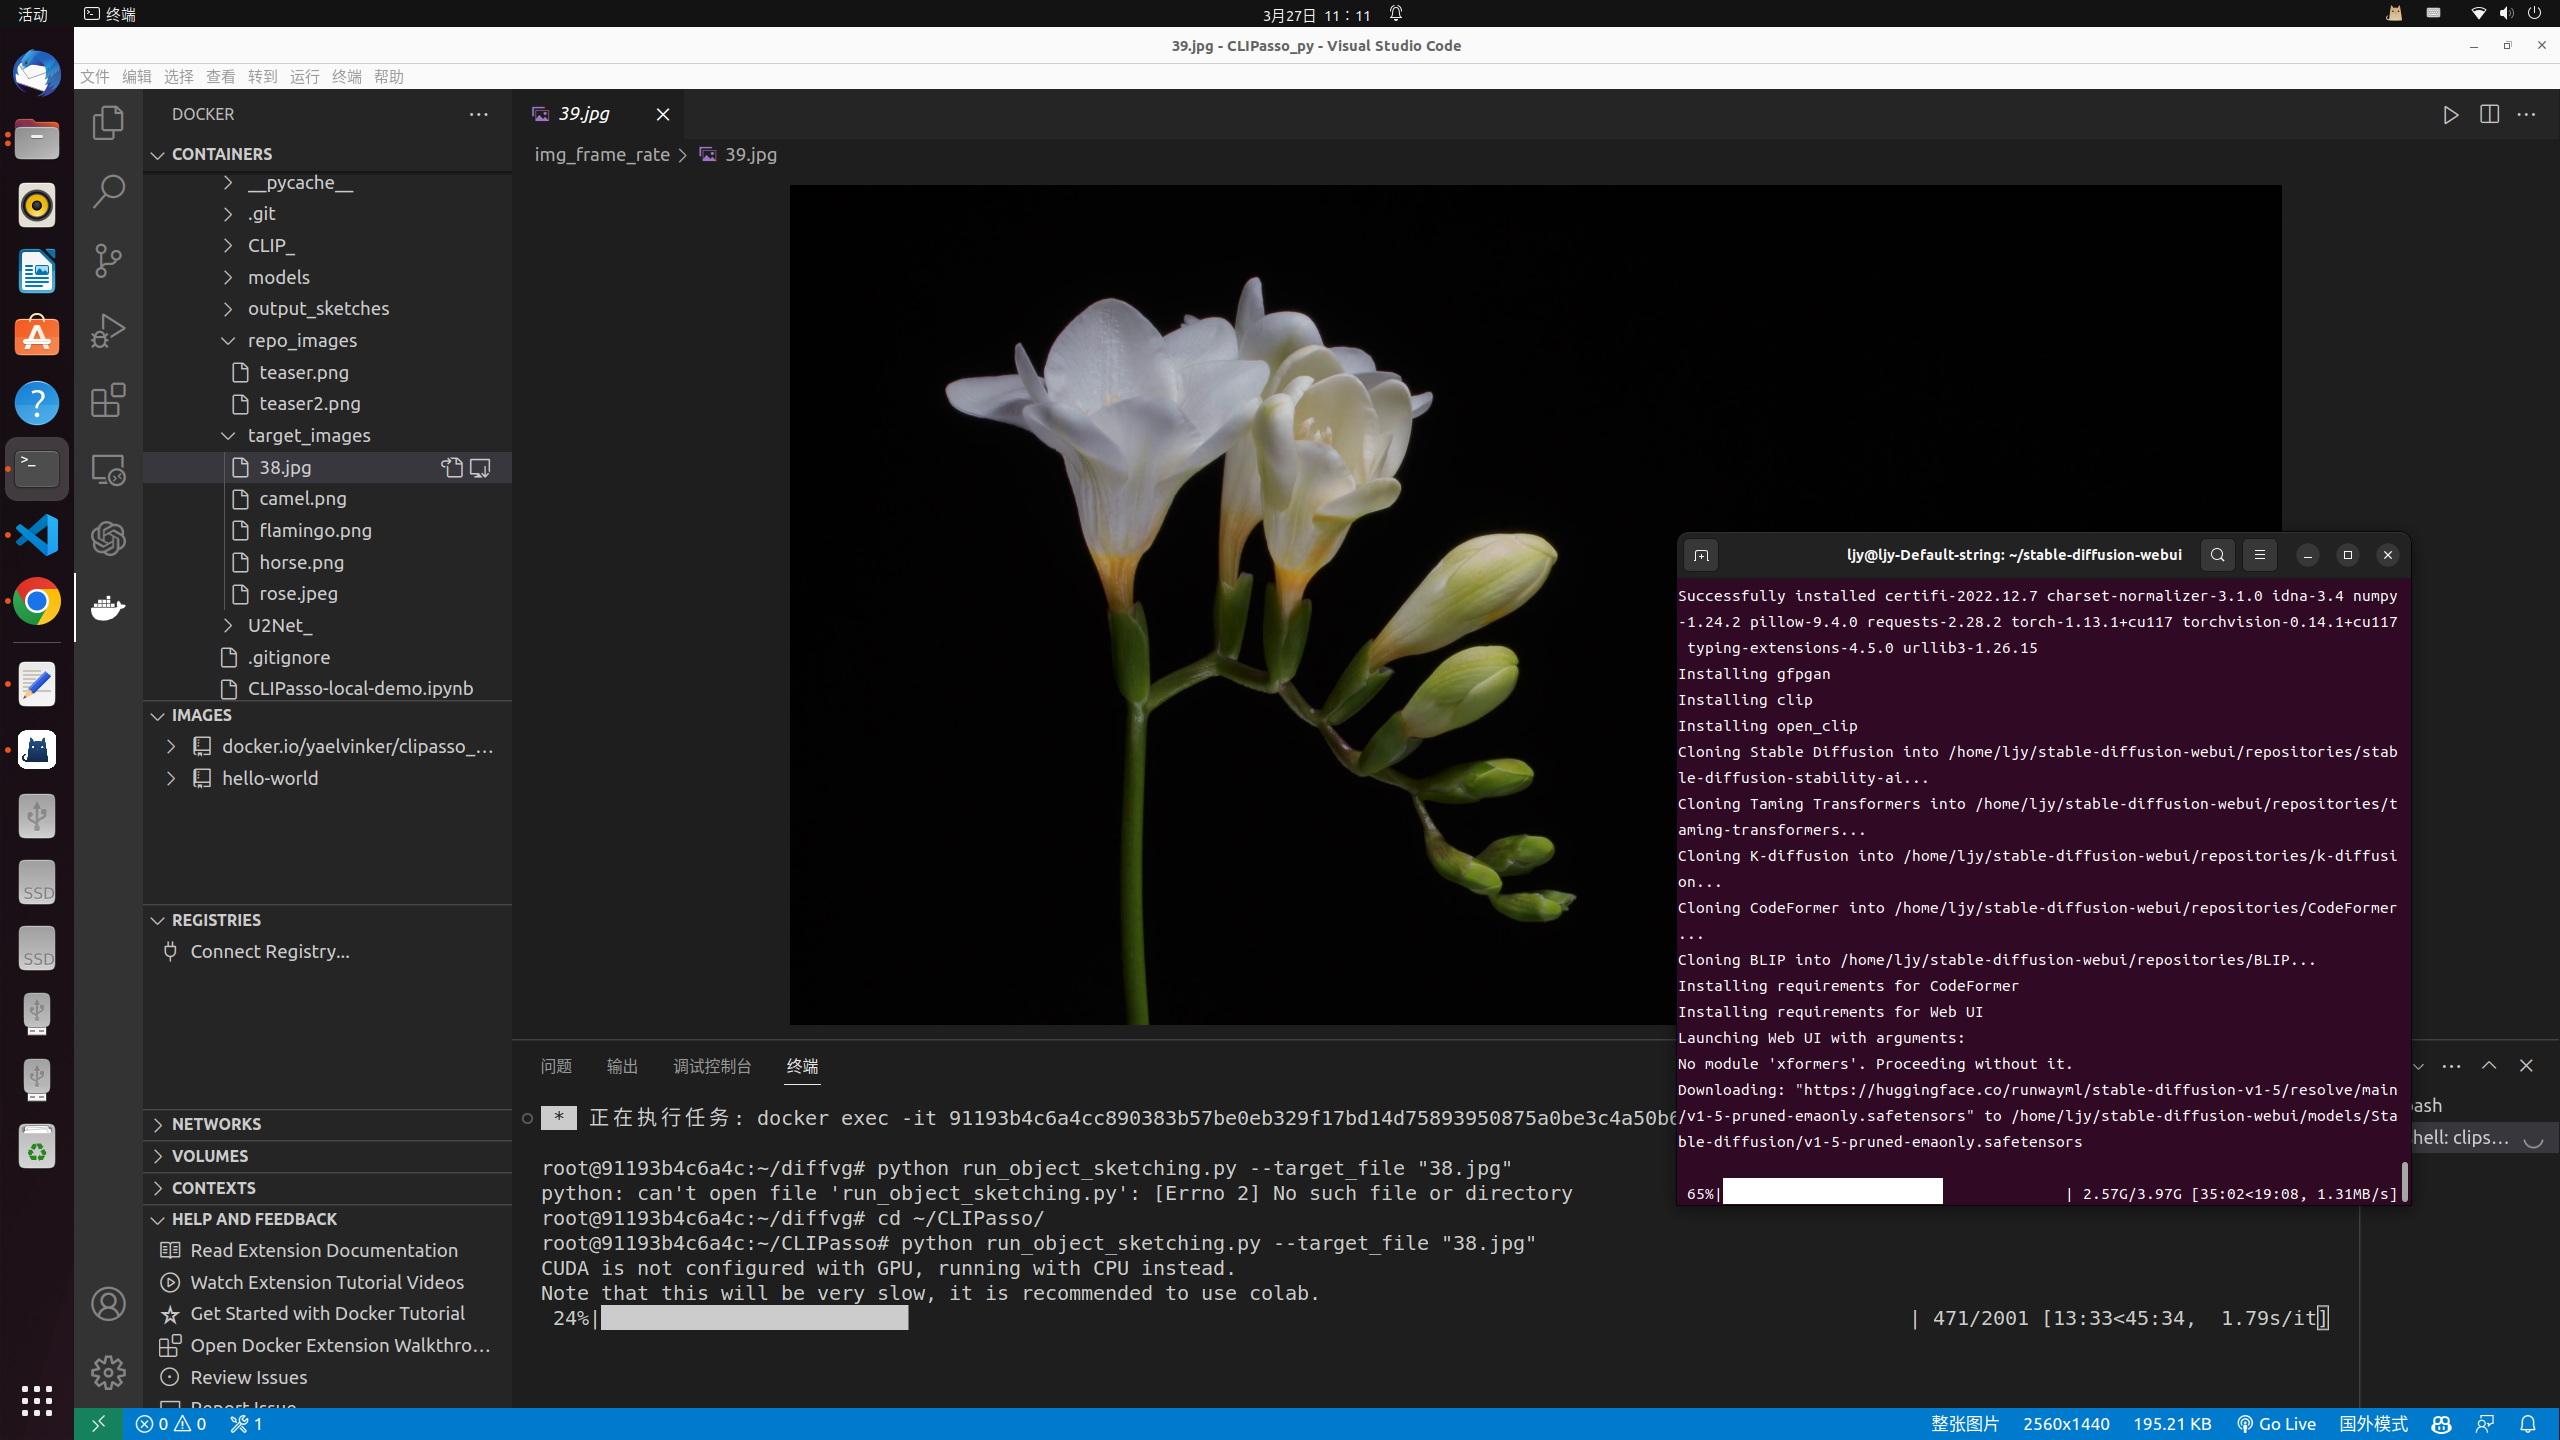 活动 终端 3月27日 11：11
39.jpg - CLIPasso_py - Visual Studio Code
文件 编辑 选择 查看 转到 运行 终端 帮助
DOCKER
CONTAINERS
__pycache__
.git
CLIP_
models
output_sketches
repo_images
teaser.png
teaser2.png
target_images
38.jpg
camel.png
flamingo.png
horse.png
rose.jpeg
U2Net_
.gitignore
CLIPasso-local-demo.ipynb
IMAGES
docker.io/yaelvinker/clipasso_...
hello-world
REGISTRIES
Connect Registry...
NETWORKS
VOLUMES
CONTEXTS
HELP AND FEEDBACK
Read Extension Documentation
Watch Extension Tutorial Videos
Get Started with Docker Tutorial
Open Docker Extension Walkthro...
Review Issues
Report Issue
SSD
SSD
39.jpg
img_frame_rate > 39.jpg
ljy@ljy-Default-string: ~/stable-diffusion-webui
Successfully installed certifi-2022.12.7 charset-normalizer-3.1.0 idna-3.4 numpy
-1.24.2 pillow-9.4.0 requests-2.28.2 torch-1.13.1+cu117 torchvision-0.14.1+cu117
typing-extensions-4.5.0 urllib3-1.26.15
Installing gfpgan
Installing clip
Installing open_clip
Cloning Stable Diffusion into /home/ljy/stable-diffusion-webui/repositories/stab
le-diffusion-stability-ai...
Cloning Taming Transformers into /home/ljy/stable-diffusion-webui/repositories/t
aming-transformers...
Cloning K-diffusion into /home/ljy/stable-diffusion-webui/repositories/k-diffusi
on...
Cloning CodeFormer into /home/ljy/stable-diffusion-webui/repositories/CodeFormer
...
Cloning BLIP into /home/ljy/stable-diffusion-webui/repositories/BLIP...
Installing requirements for CodeFormer
Installing requirements for Web UI
Launching Web UI with arguments:
No module 'xformers'. Proceeding without it.
Downloading: "https://huggingface.co/runwayml/stable-diffusion-v1-5/resolve/main
/v1-5-pruned-emaonly.safetensors" to /home/ljy/stable-diffusion-webui/models/Sta
ble-diffusion/v1-5-pruned-emaonly.safetensors
65%| | 2.57G/3.97G [35:02<19:08, 1.31MB/s]
问题 输出 调试控制台 终端
* 正在执行任务: docker exec -it 91193b4c6a4cc890383b57be0eb329f17bd14d75893950875a0be3c4a50b6
root@91193b4c6a4c:~/diffvg# python run_object_sketching.py --target_file "38.jpg"
python: can't open file 'run_object_sketching.py': [Errno 2] No such file or directory
root@91193b4c6a4c:~/diffvg# cd ~/CLIPasso/
root@91193b4c6a4c:~/CLIPasso# python run_object_sketching.py --target_file "38.jpg"
CUDA is not configured with GPU, running with CPU instead.
Note that this will be very slow, it is recommended to use colab.
24%| | 471/2001 [13:33<45:34, 1.79s/it]
ash
hell: clips...
0 0 1 整张图片 2560x1440 195.21 KB Go Live 国外模式